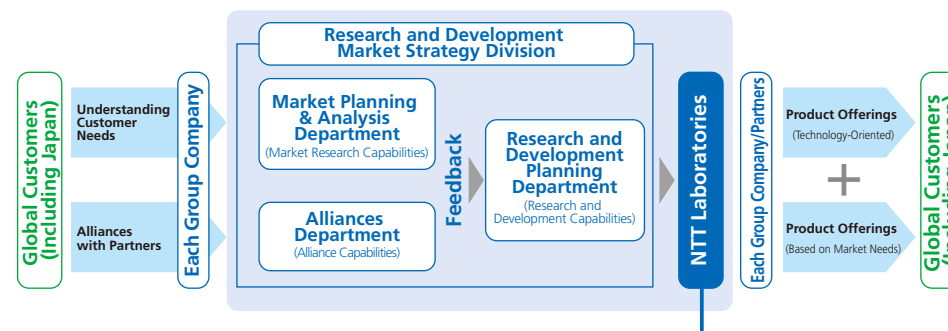 Research and Development
Market Strategy Division
Global Customers
(Including Japan)
Understanding
Customer
Needs
Alliances
with Partners
Each Group Company
Market Planning
& Analysis
Department
(Market Research Capabilities)
Alliances
Department
(Alliance Capabilities)
Feedback
Research and
Development
Planning
Department
(Research and
Development Capabilities)
NTT Laboratories
Each Group Company/Partners
Product Offerings
(Technology-Oriented)
+
Product Offerings
(Based on Market Needs)
Global Customers
(Including Japan)